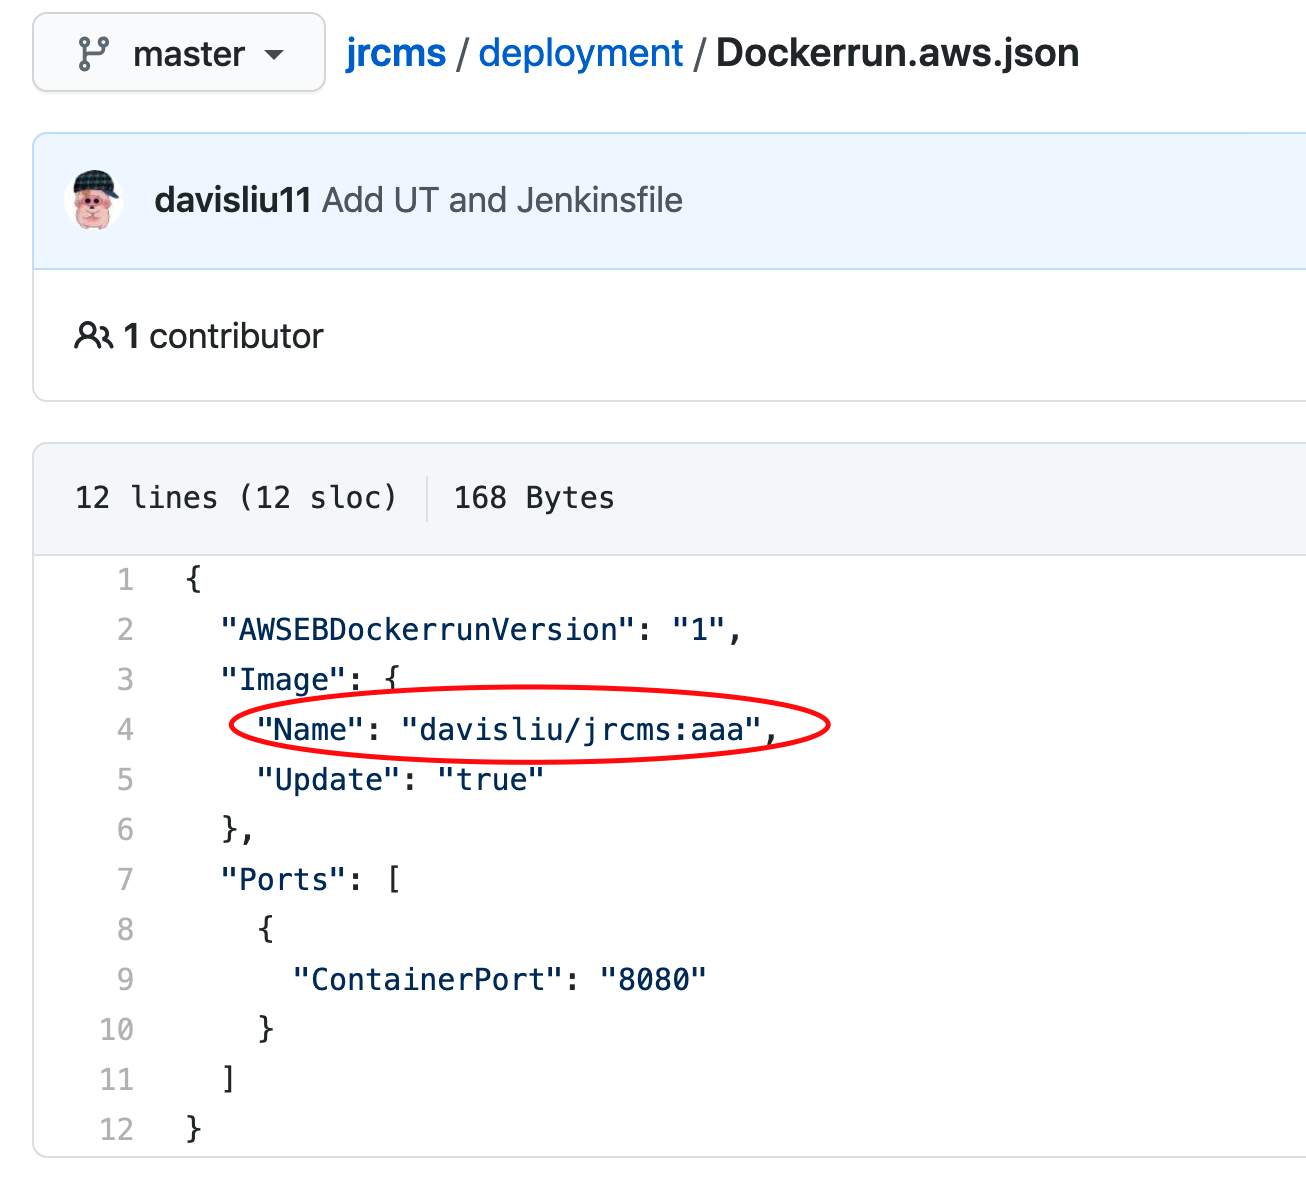 master jrcms / deployment / Dockerrun.aws.json
davisliu11 Add UT and Jenkinsfile
1 contributor
12 lines (12 sloc) 168 Bytes
1 {
2 "AWSEBDockerrunVersion": "1",
3 "Image": {
4 "Name": "davisliu/jrcms:aaa",
5 "Update": "true"
6 },
7 "Ports": [
8 {
9 "ContainerPort": "8080"
10 }
11 ]
12 }